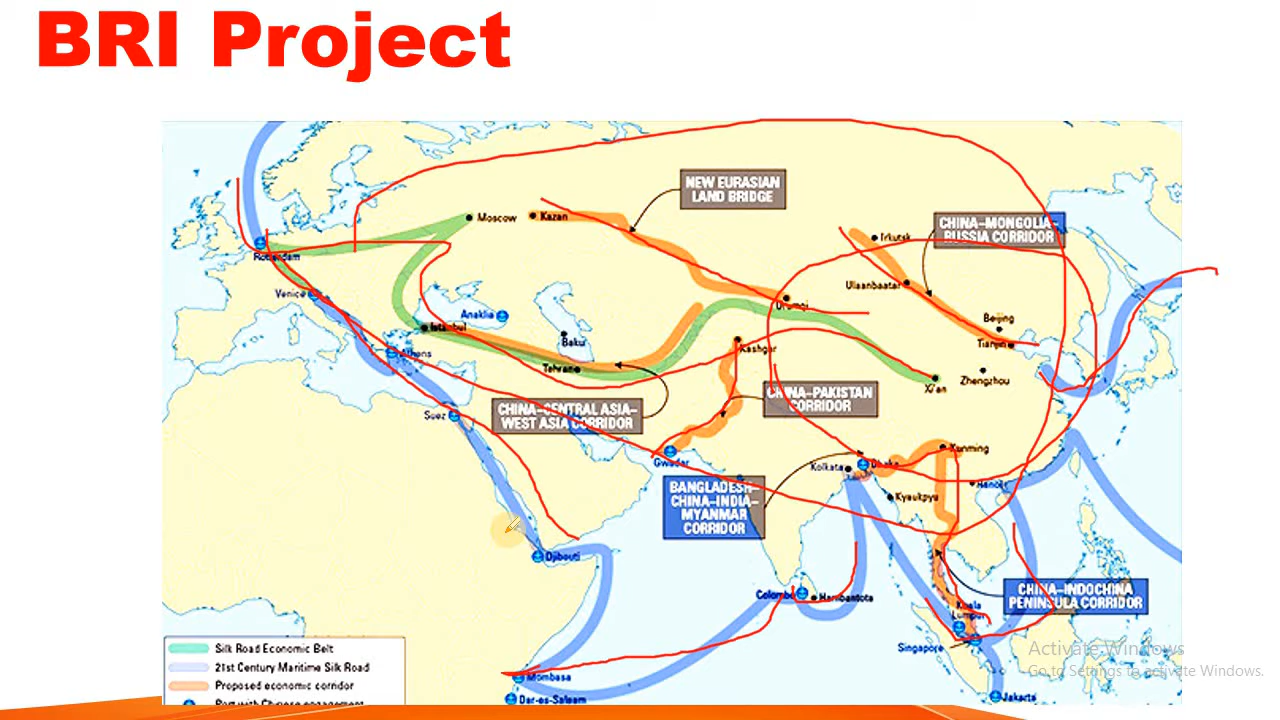 BRI Project
NEW EURASIAN
LAND BRIDGE
CHINA–MONGOLIA–
RUSSIA CORRIDOR
Moscow
Kazan
Irkutsk
Rotterdam
Ulaanbaatar
Venice
Urumqi
Anaklia
Istanbul
Beijing
Baku
Tianjin
Athens
Kashgar
Tehran
Xi'an
Zhengzhou
CHINA–PAKISTAN
CORRIDOR
CHINA–CENTRAL ASIA–
WEST ASIA CORRIDOR
Suez
Kunming
Gwadar
Kolkata
Dhaka
Hanoi
BANGLADESH–
CHINA–INDIA–
MYANMAR
CORRIDOR
Kyaukpyu
Djibouti
CHINA–INDOCHINA
PENINSULA CORRIDOR
Colombo
Hambantota
Kuala
Lumpur
Singapore
Silk Road Economic Belt
21st Century Maritime Silk Road
Proposed economic corridor
Port with Chinese engagement
Mombasa
Dar-es-Salaam
Jakarta
Activate Windows
Go to Settings to activate Windows.